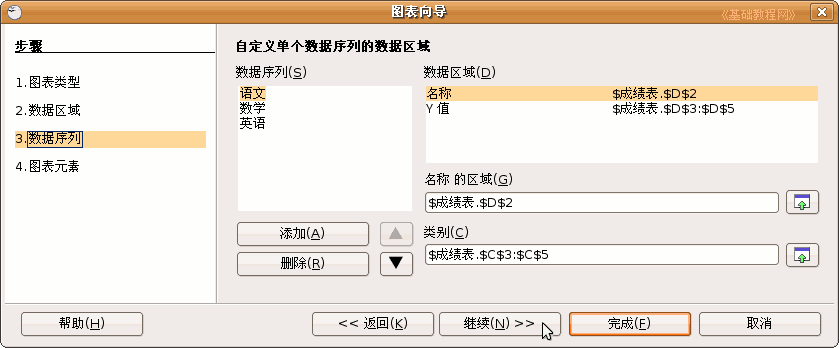 图表向导
《基础教程网》
步骤
1.图表类型
2.数据区域
3.数据序列
4.图表元素
自定义单个数据序列的数据区域
数据序列(S)
语文
数学
英语
添加(A)
删除(R)
数据区域(D)
名称 $成绩表.$D$2
Y 值 $成绩表.$D$3:$D$5
名称 的区域(G)
$成绩表.$D$2
类别(C)
$成绩表.$C$3:$C$5
帮助(H)
<< 返回(K)
继续(N) >>
完成(F)
取消